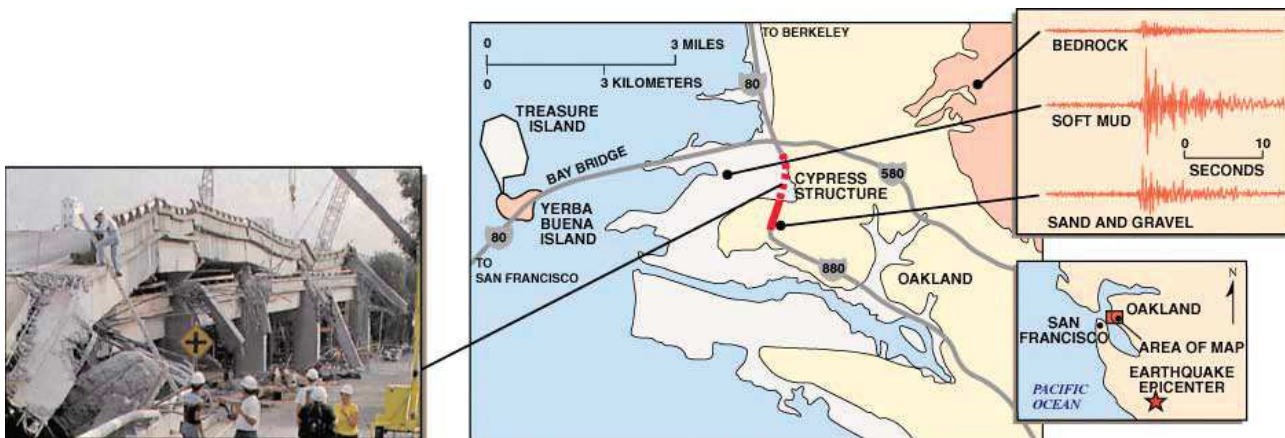 0 3 MILES
0 3 KILOMETERS
TO BERKELEY
80
TREASURE
ISLAND
BAY BRIDGE
YERBA
BUENA
ISLAND
80
TO
SAN FRANCISCO
CYPRESS
STRUCTURE
580
880
OAKLAND
BEDROCK
SOFT MUD
0 10
SECONDS
SAND AND GRAVEL
N
OAKLAND
SAN
FRANCISCO
AREA OF MAP
EARTHQUAKE
EPICENTER
PACIFIC
OCEAN